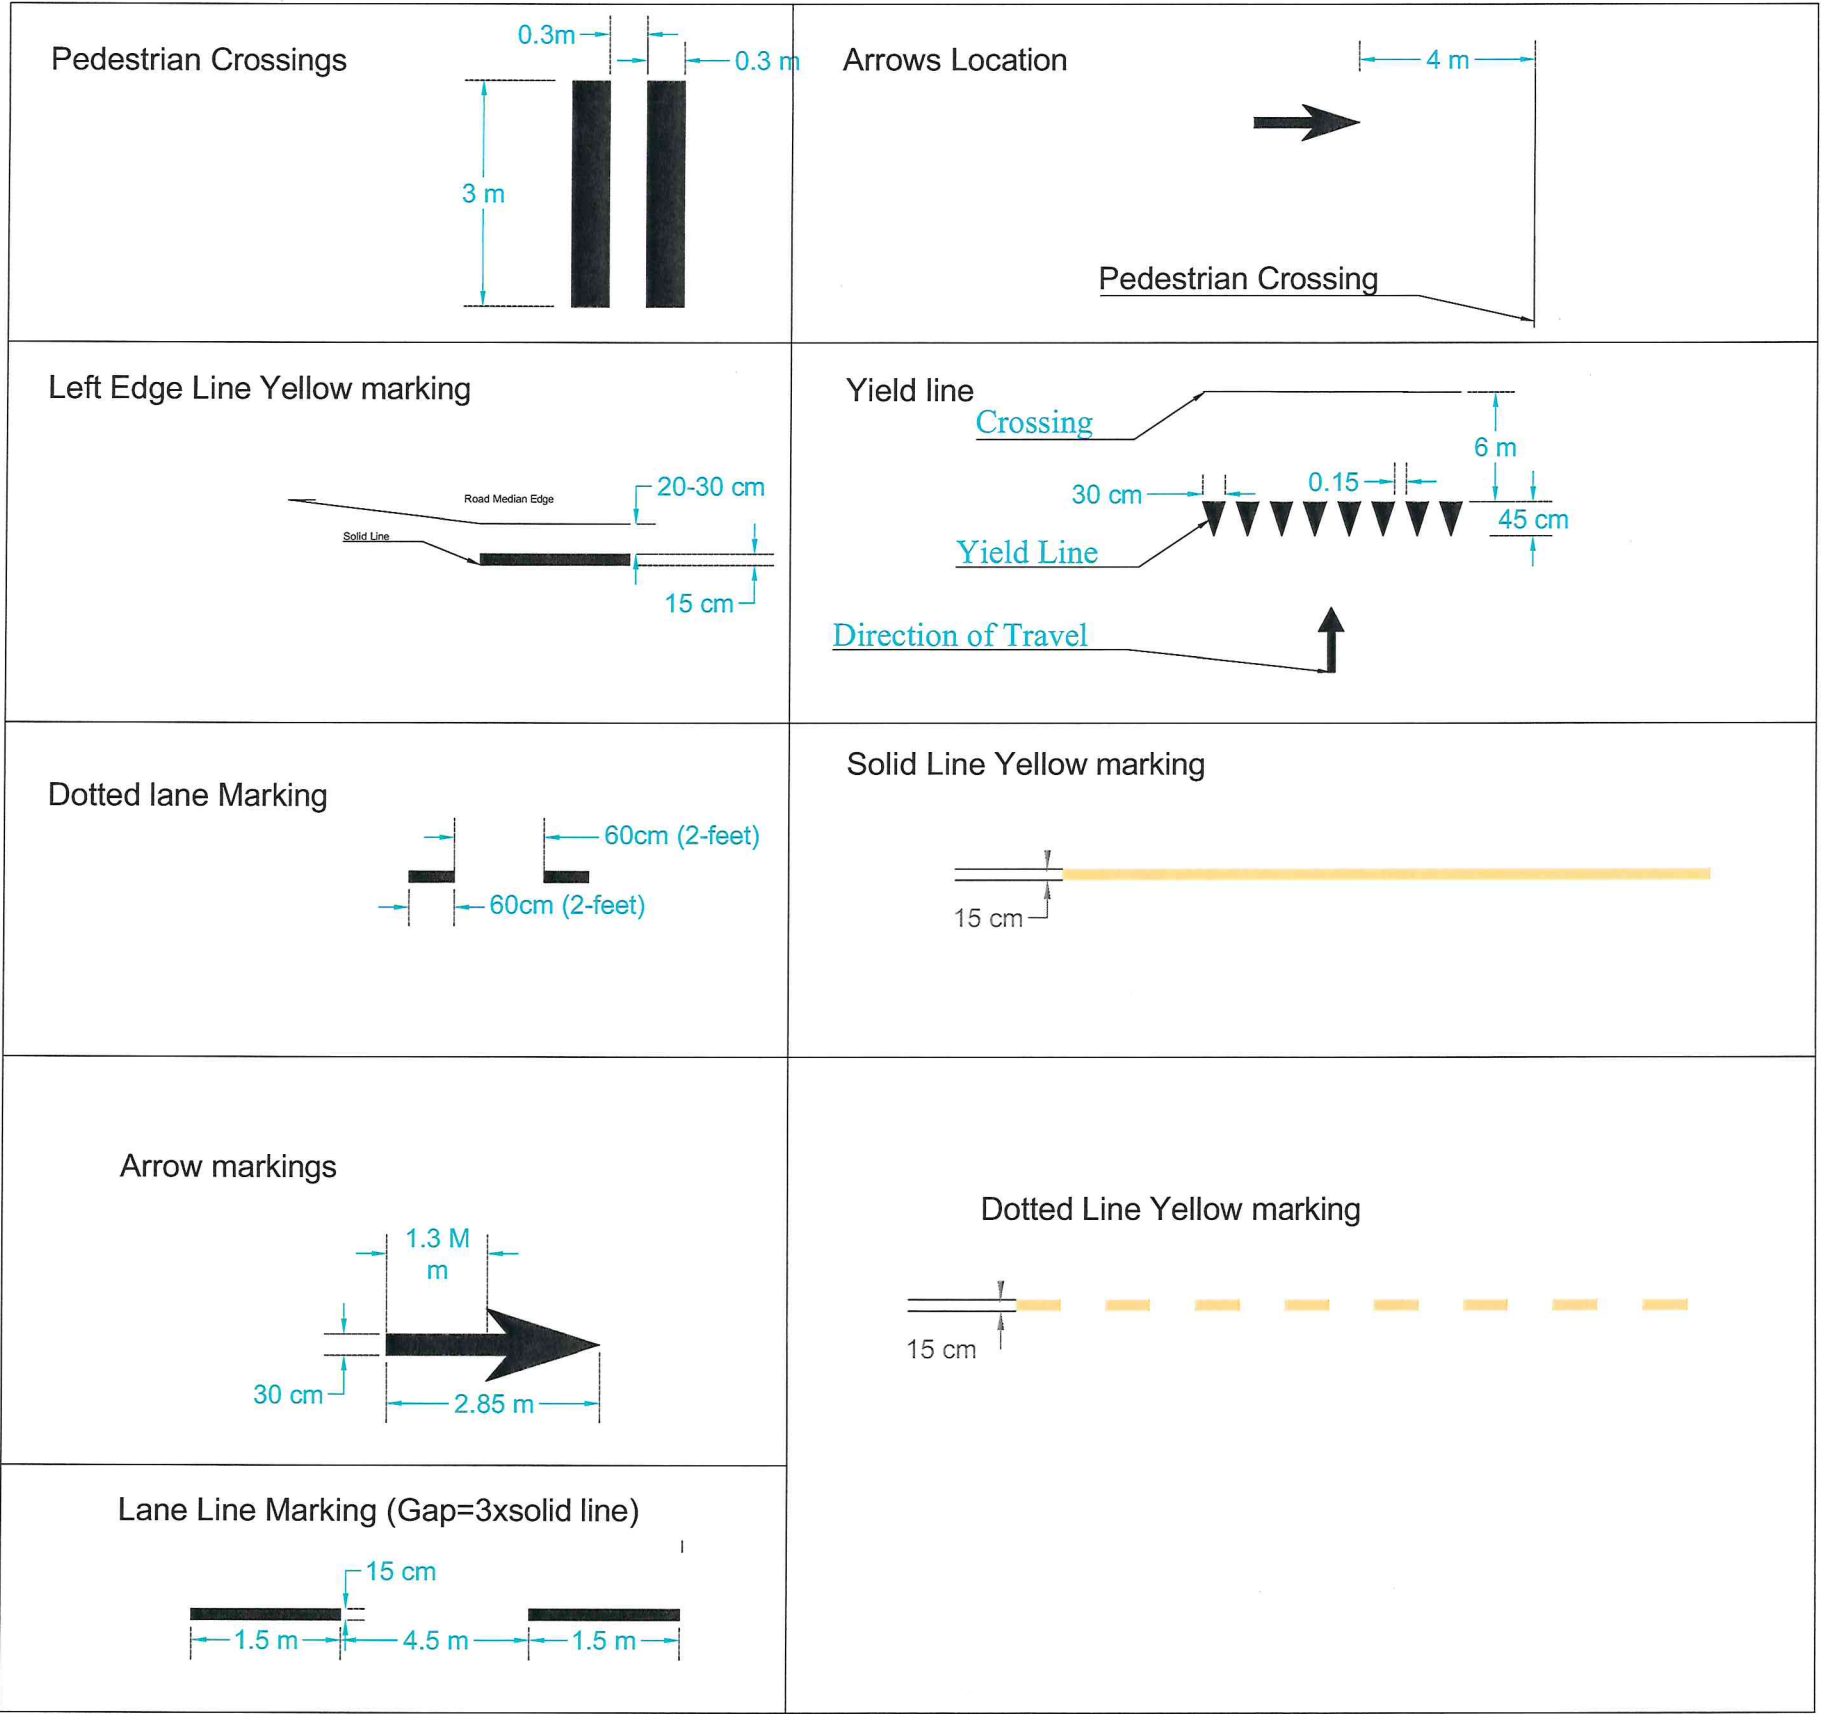 Pedestrian Crossings
0.3m
0.3 m
3 m
Arrows Location
4 m
Pedestrian Crossing
Left Edge Line Yellow marking
Road Median Edge
20-30 cm
Solid Line
15 cm
Yield line
Crossing
6 m
30 cm
0.15
45 cm
Yield Line
Direction of Travel
Dotted lane Marking
60cm (2-feet)
60cm (2-feet)
Solid Line Yellow marking
15 cm
Arrow markings
1.3 M
m
30 cm
2.85 m
Dotted Line Yellow marking
15 cm
Lane Line Marking (Gap=3xsolid line)
15 cm
1.5 m
4.5 m
1.5 m